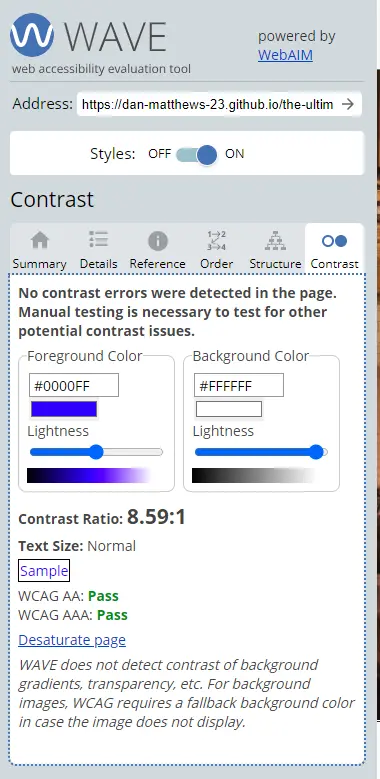 WAVE
web accessibility evaluation tool
powered by
WebAIM
Address: https://dan-matthews-23.github.io/the-ultim
Styles: OFF ON
Contrast
Summary Details Reference Order Structure Contrast
No contrast errors were detected in the page.
Manual testing is necessary to test for other
potential contrast issues.
Foreground Color
#0000FF
Lightness
Background Color
#FFFFFF
Lightness
Contrast Ratio: 8.59:1
Text Size: Normal
Sample
WCAG AA: Pass
WCAG AAA: Pass
Desaturate page
WAVE does not detect contrast of background
gradients, transparency, etc. For background
images, WCAG requires a fallback background color
in case the image does not display.